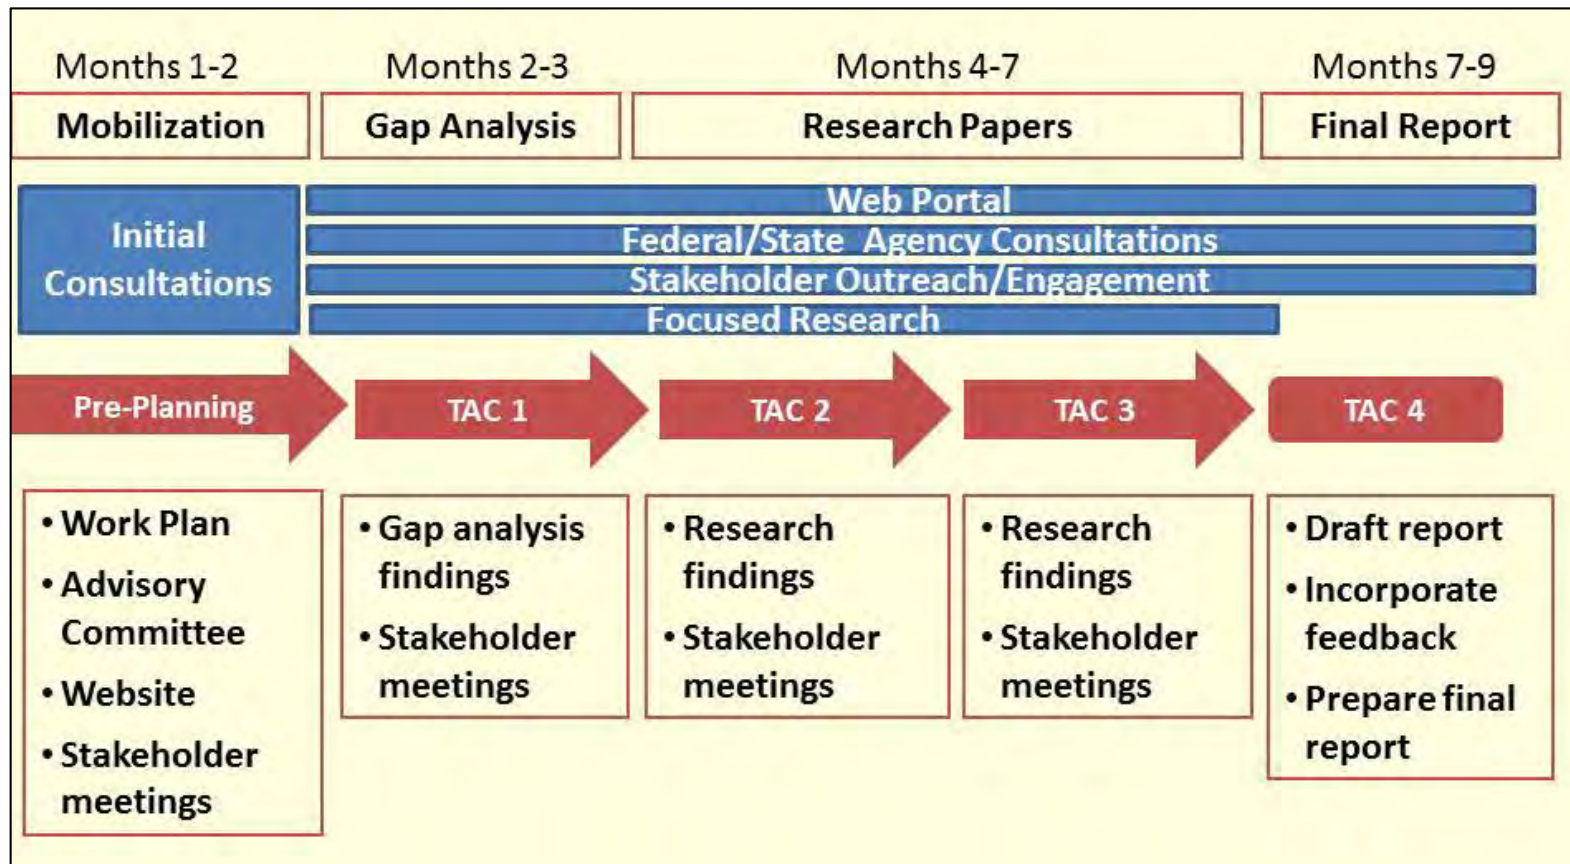 Months 1-2
Months 2-3
Months 4-7
Months 7-9
Mobilization
Gap Analysis
Research Papers
Final Report
Initial
Consultations
Web Portal
Federal/State Agency Consultations
Stakeholder Outreach/Engagement
Focused Research
Pre-Planning
TAC 1
TAC 2
TAC 3
TAC 4
• Work Plan
• Advisory
Committee
• Website
• Stakeholder
meetings
• Gap analysis
findings
• Stakeholder
meetings
• Research
findings
• Stakeholder
meetings
• Research
findings
• Stakeholder
meetings
• Draft report
• Incorporate
feedback
• Prepare final
report